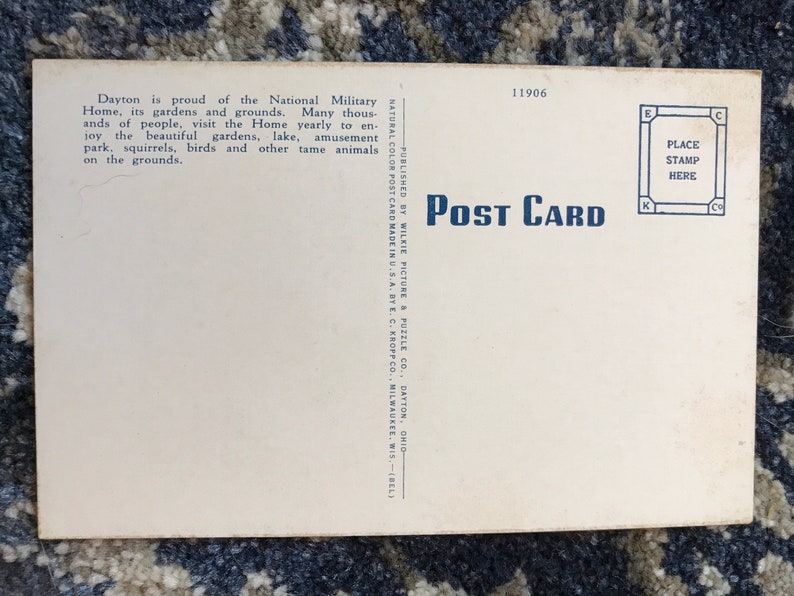 Dayton is proud of the National Military
Home, its gardens and grounds. Many thous-
ands of people, visit the Home yearly to en-
joy the beautiful gardens, lake, amusement
park, squirrels, birds and other tame animals
on the grounds.
NATURAL COLOR POST CARD MADE IN U.S.A. BY E. C. KROPP CO., MILWAUKEE, WIS.—(BEL)
PUBLISHED BY WILKIE PICTURE & PUZZLE CO., DAYTON, OHIO
11906
POST CARD
E C
PLACE
STAMP
HERE
K Co